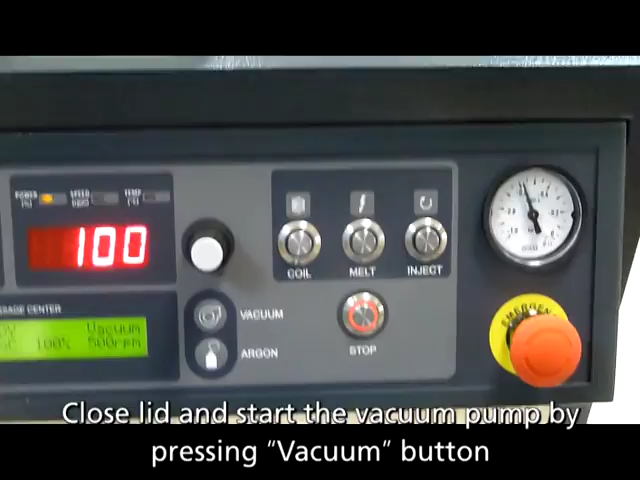 POWER SPEED TEMP
100
COIL MELT INJECT
SAGE CENTER
VACUUM
Vacuum
100% 500rpm
ARGON
STOP
EMERGEN
Close lid and start the vacuum pump by
pressing “Vacuum” button